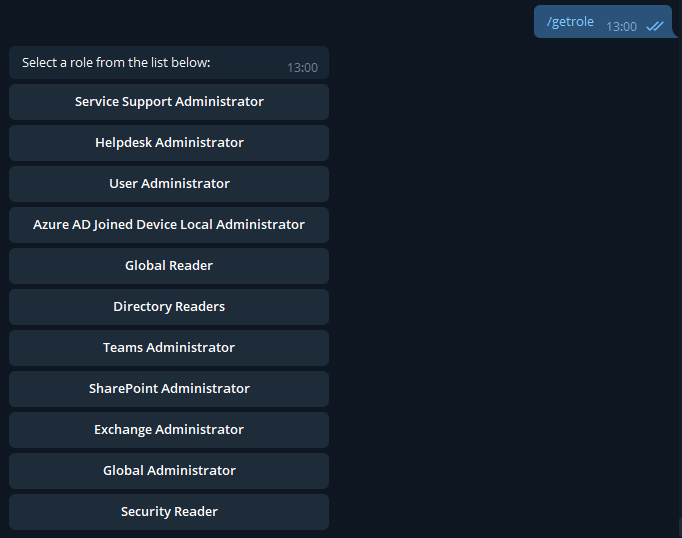 /getrole 13:00
Select a role from the list below: 13:00
Service Support Administrator
Helpdesk Administrator
User Administrator
Azure AD Joined Device Local Administrator
Global Reader
Directory Readers
Teams Administrator
SharePoint Administrator
Exchange Administrator
Global Administrator
Security Reader